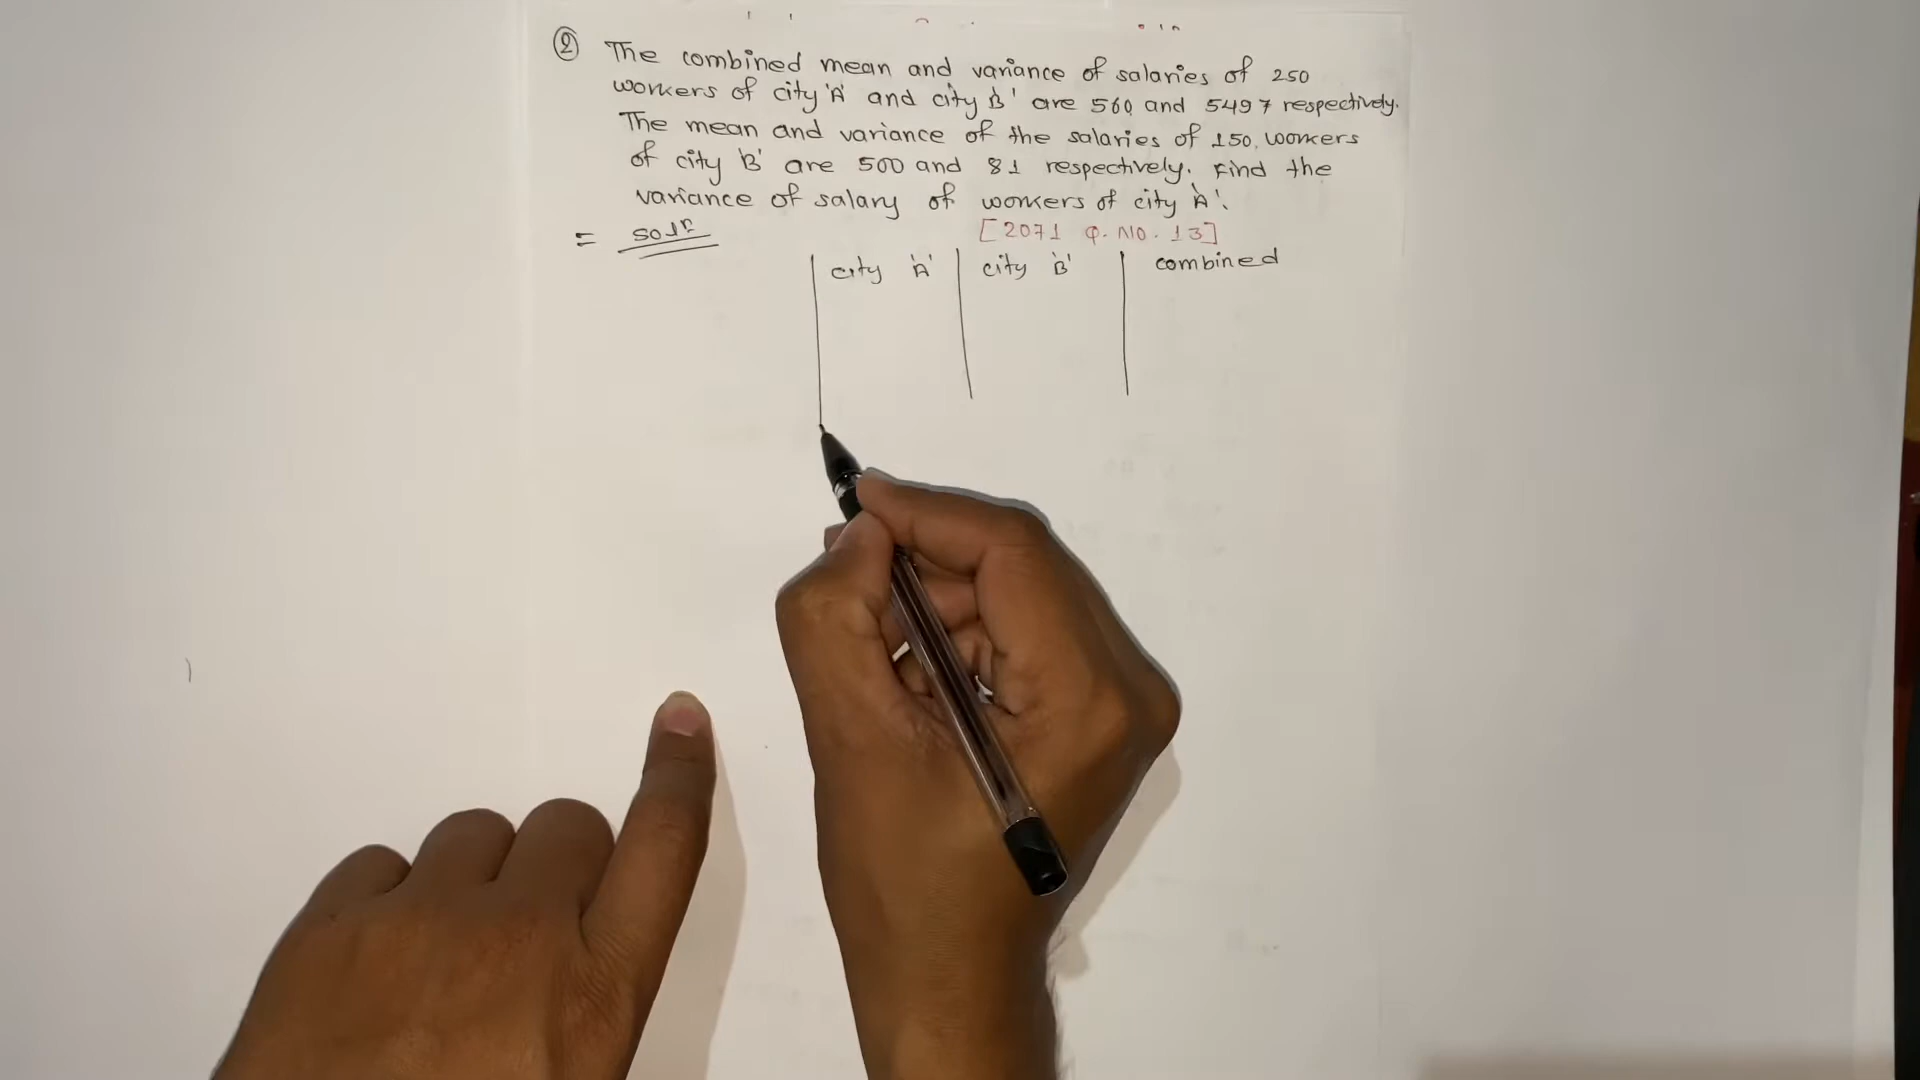 ② The combined mean and variance of salaries of 250
workers of city 'A' and city 'B' are 560 and 5497 respectively.
The mean and variance of the salaries of 150, workers
of city 'B' are 500 and 81 respectively. Find the
variance of salary of workers of city 'A'.
= solⁿ
[2071 Q. NO. 13]
city 'A' city 'B' combined